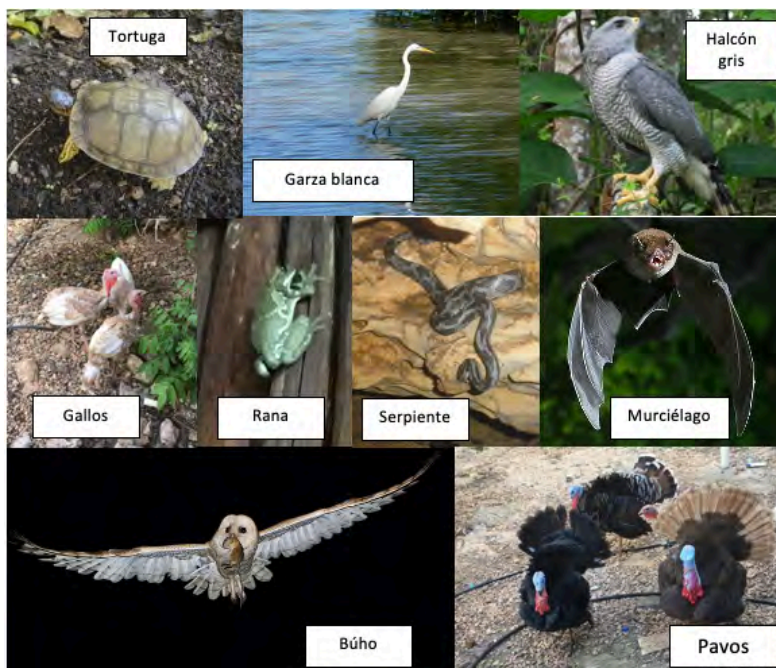 Tortuga
Garza blanca
Halcón
gris
Gallos
Rana
Serpiente
Murciélago
Búho
Pavos